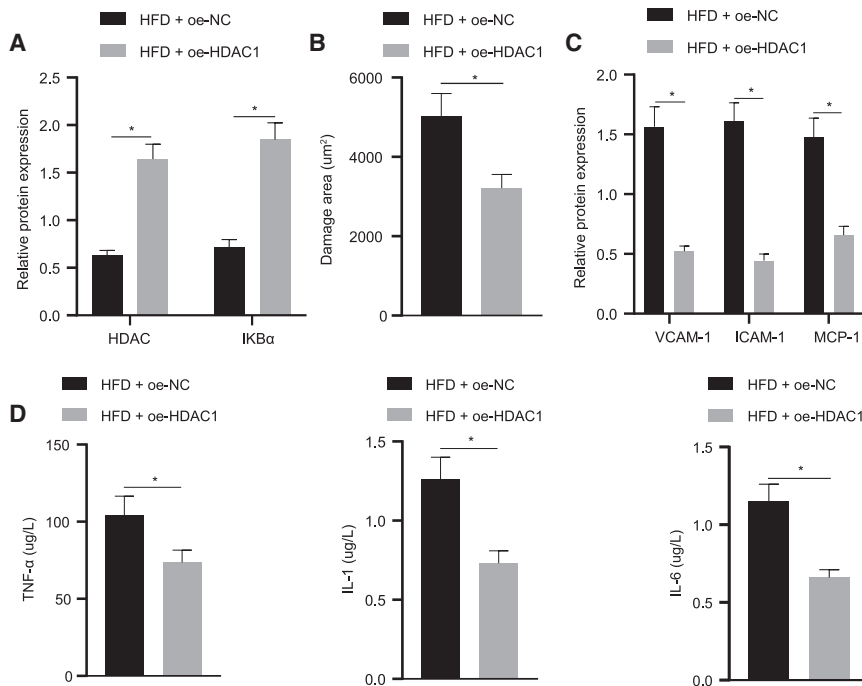 A
HFD + oe-NC
HFD + oe-HDAC1
Relative protein expression
2.5
2.0
1.5
1.0
0.5
0.0
*
*
HDAC
IKBα
B
HFD + oe-NC
HFD + oe-HDAC1
Damage area (um²)
6000
4000
2000
0
*
C
HFD + oe-NC
HFD + oe-HDAC1
Relative protein expression
2.0
1.5
1.0
0.5
0.0
*
*
*
VCAM-1
ICAM-1
MCP-1
D
HFD + oe-NC
HFD + oe-HDAC1
TNF-α (ug/L)
150
100
50
0
*
HFD + oe-NC
HFD + oe-HDAC1
IL-1 (ug/L)
1.5
1.0
0.5
0.0
*
HFD + oe-NC
HFD + oe-HDAC1
IL-6 (ug/L)
1.5
1.0
0.5
0.0
*